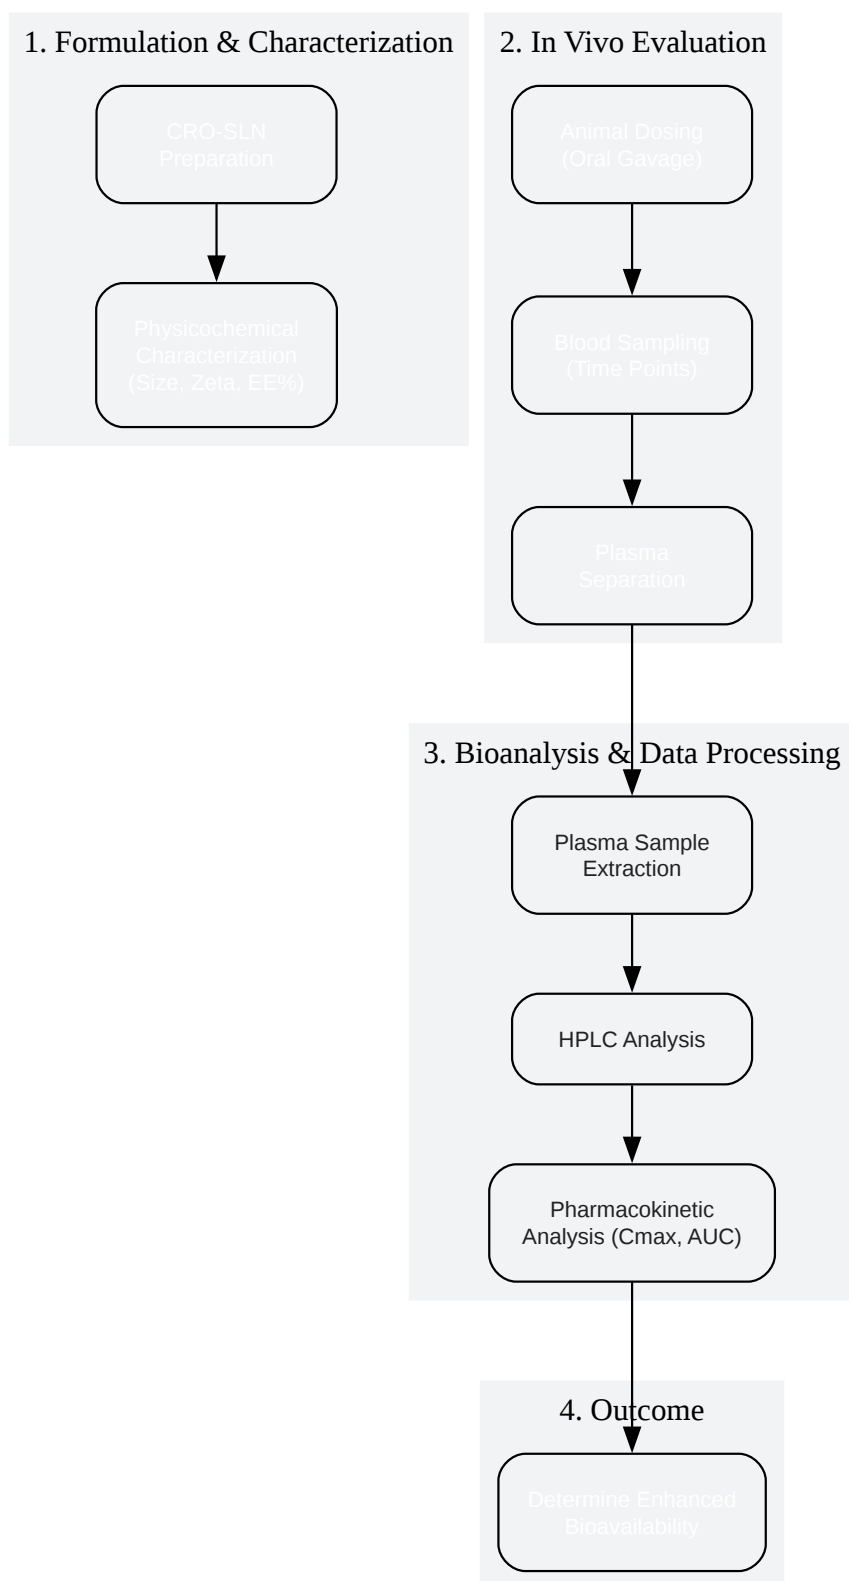 1. Formulation & Characterization
CRO-SLN
Preparation
Physicochemical
Characterization
(Size, Zeta, EE%)
2. In Vivo Evaluation
Animal Dosing
(Oral Gavage)
Blood Sampling
(Time Points)
Plasma
Separation
3. Bioanalysis & Data Processing
Plasma Sample
Extraction
HPLC Analysis
Pharmacokinetic
Analysis (Cmax, AUC)
4. Outcome
Determine Enhanced
Bioavailability